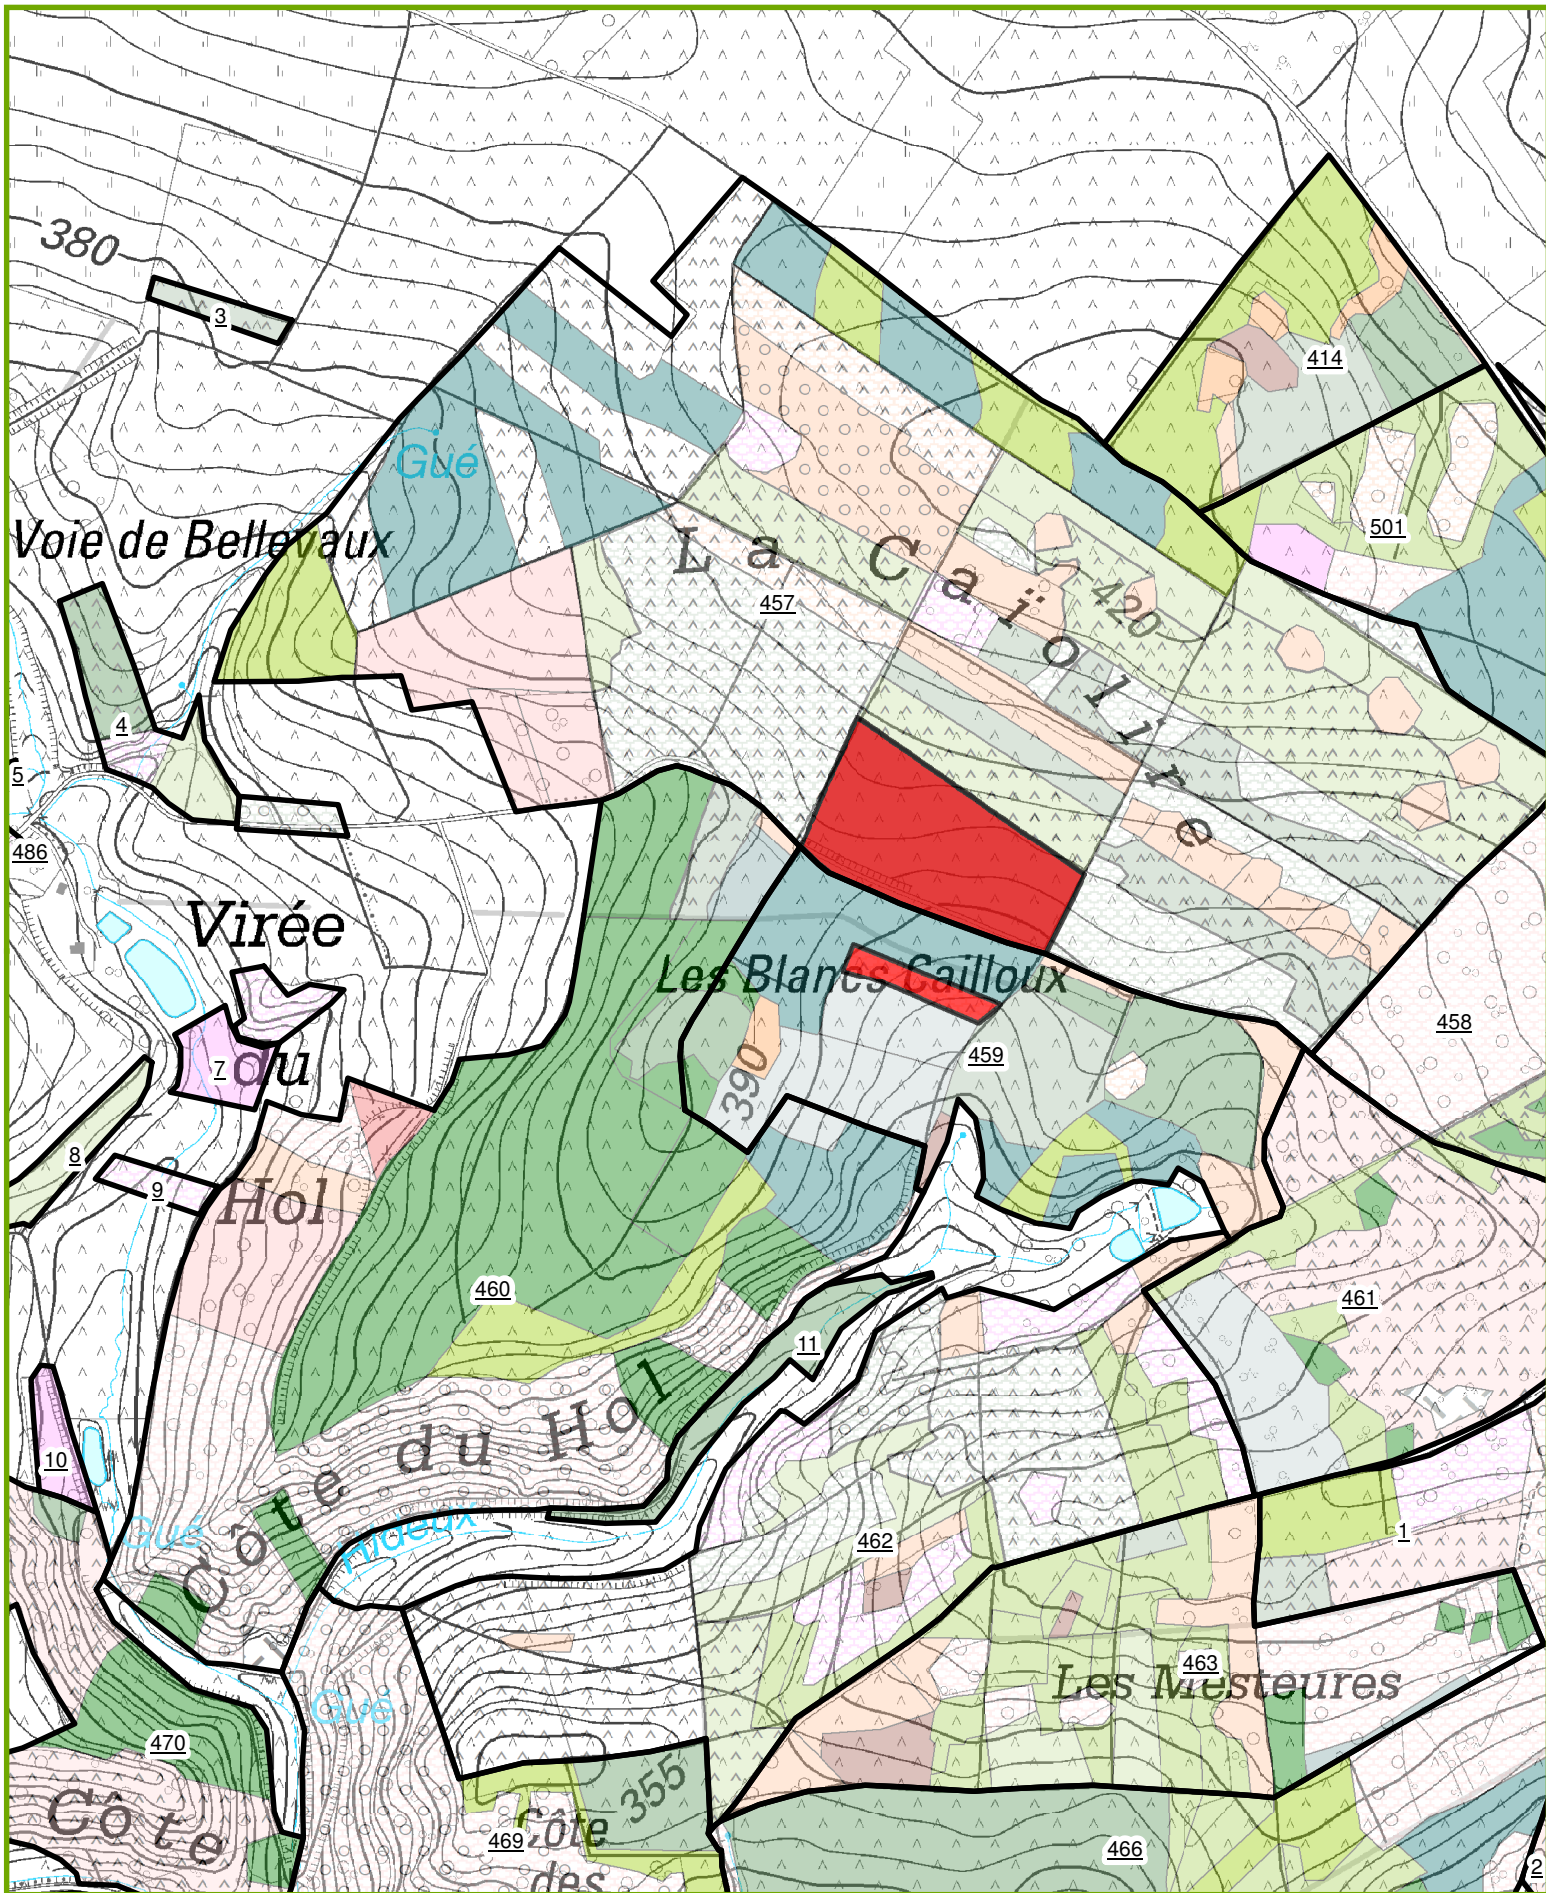 380
3
414
Gué
501
Voie de Bellevaux
La Caïolire
457
420
4
5
486
Virée
du
Hol
Les Blancs Cailloux
458
459
7
390
8
9
460
461
11
Côte du Hol
10
Gué
Hideux
462
1
Les Mesteures
463
Gué
470
Côte
355
469
Côte
des
466
2